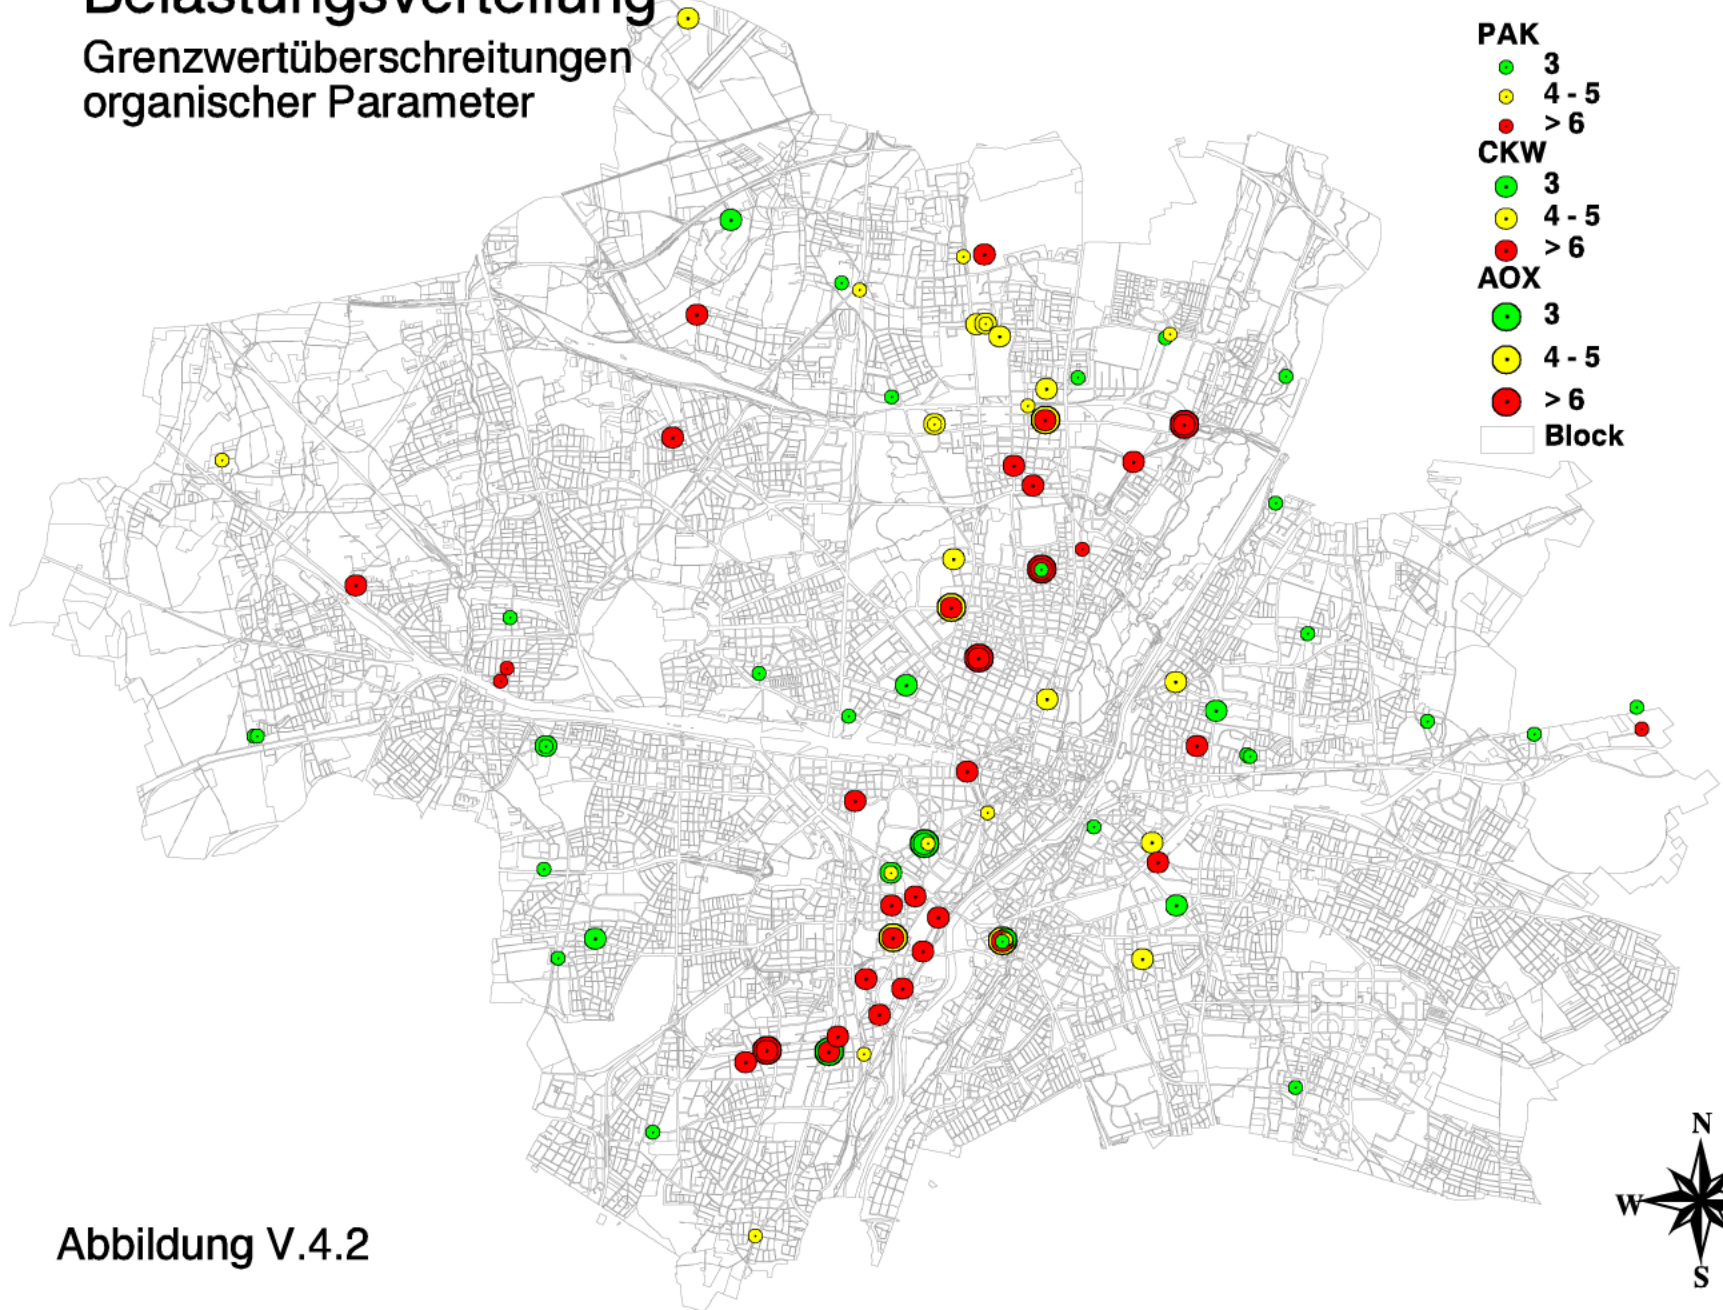 Belastungsverteilung
Grenzwertüberschreitungen
organischer Parameter
PAK
3
4 - 5
> 6
CKW
3
4 - 5
> 6
AOX
3
4 - 5
> 6
Block
N
W
S
Abbildung V.4.2